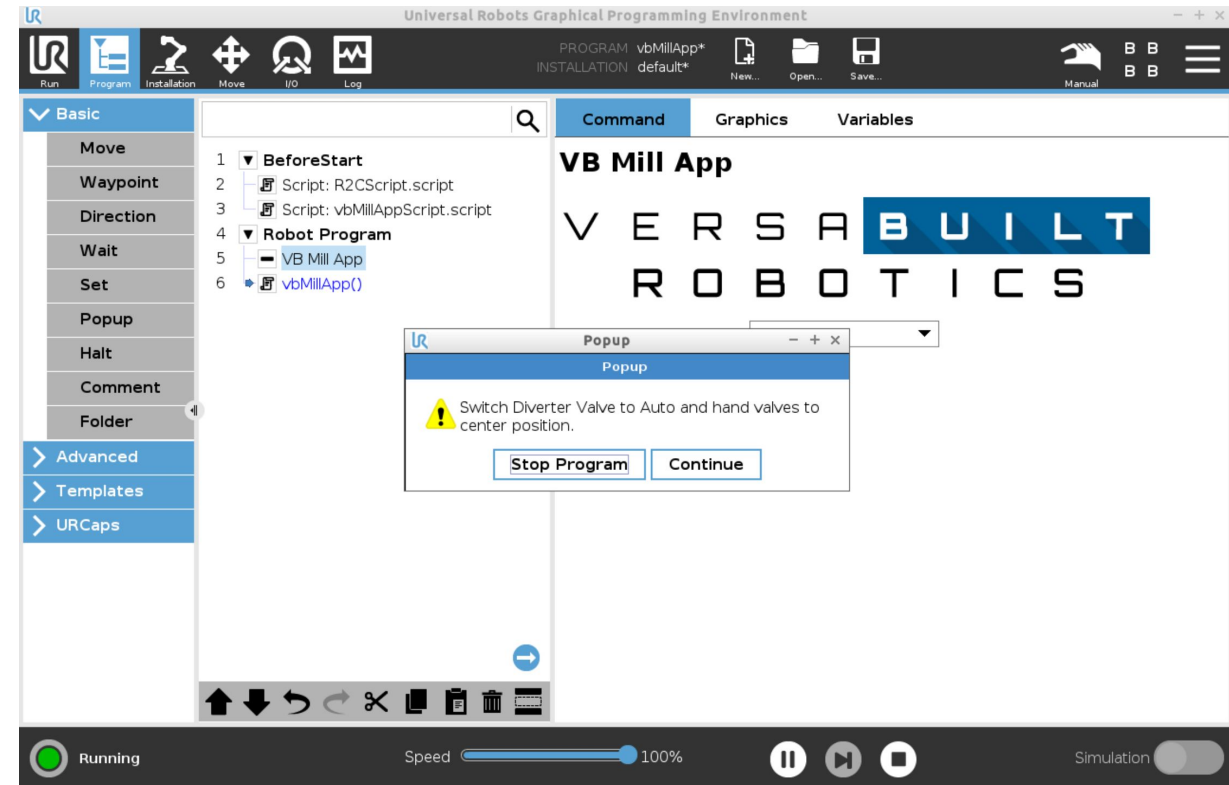 Universal Robots Graphical Programming Environment
Run
Program
Installation
Move
I/O
Log
PROGRAM vbMillApp*
INSTALLATION default*
New...
Open...
Save...
Manual
B B
B B
Basic
Move
Waypoint
Direction
Wait
Set
Popup
Halt
Comment
Folder
Advanced
Templates
URCaps
1 BeforeStart
2 Script: R2CScript.script
3 Script: vbMillAppScript.script
4 Robot Program
5 VB Mill App
6 vbMillApp()
Command Graphics Variables
VB Mill App
VERSABUILT
ROBOTICS
Popup
Popup
Switch Diverter Valve to Auto and hand valves to
center position.
Stop Program Continue
Running
Speed 100%
Simulation